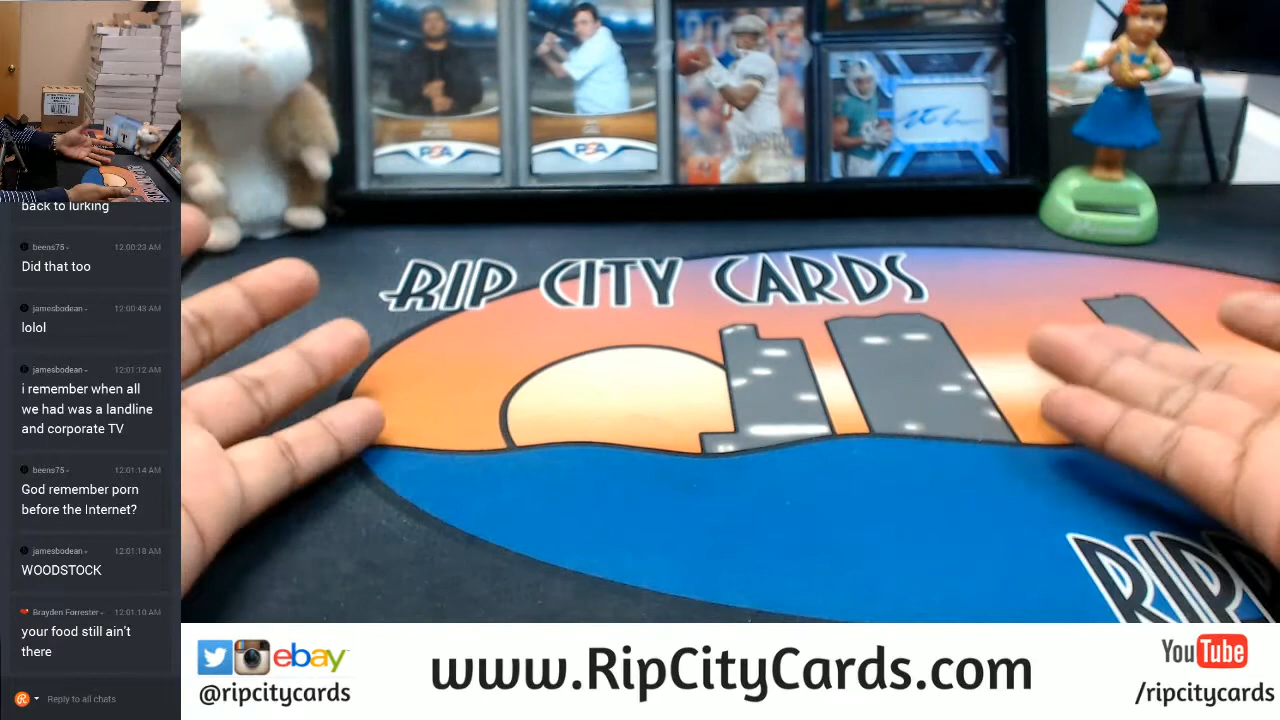 back to lurking
beens75
12:00:23 AM
Did that too
jamesbodean
12:00:43 AM
lolol
jamesbodean
12:01:12 AM
i remember when all
we had was a landline
and corporate TV
beens75
12:01:14 AM
God remember porn
before the Internet?
jamesbodean
12:01:18 AM
WOODSTOCK
Brayden Forrester
12:01:10 AM
your food still ain't
there
Reply to all chats
PSA
PSA
RIP CITY CARDS
RIP
ebay
@ripcitycards
www.RipCityCards.com
YouTube
/ripcitycards